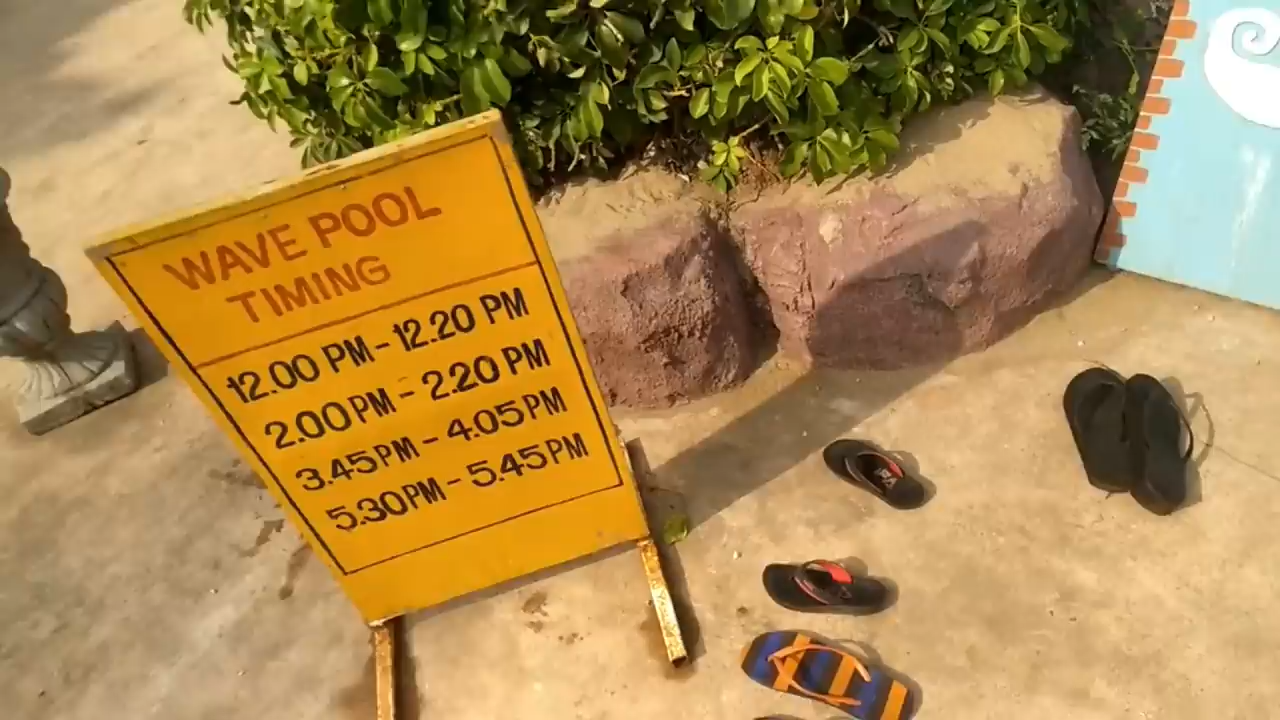 WAVE POOL
TIMING
12.00 PM - 12.20 PM
2.00 PM - 2.20 PM
3.45 PM - 4.05 PM
5.30 PM - 5.45 PM